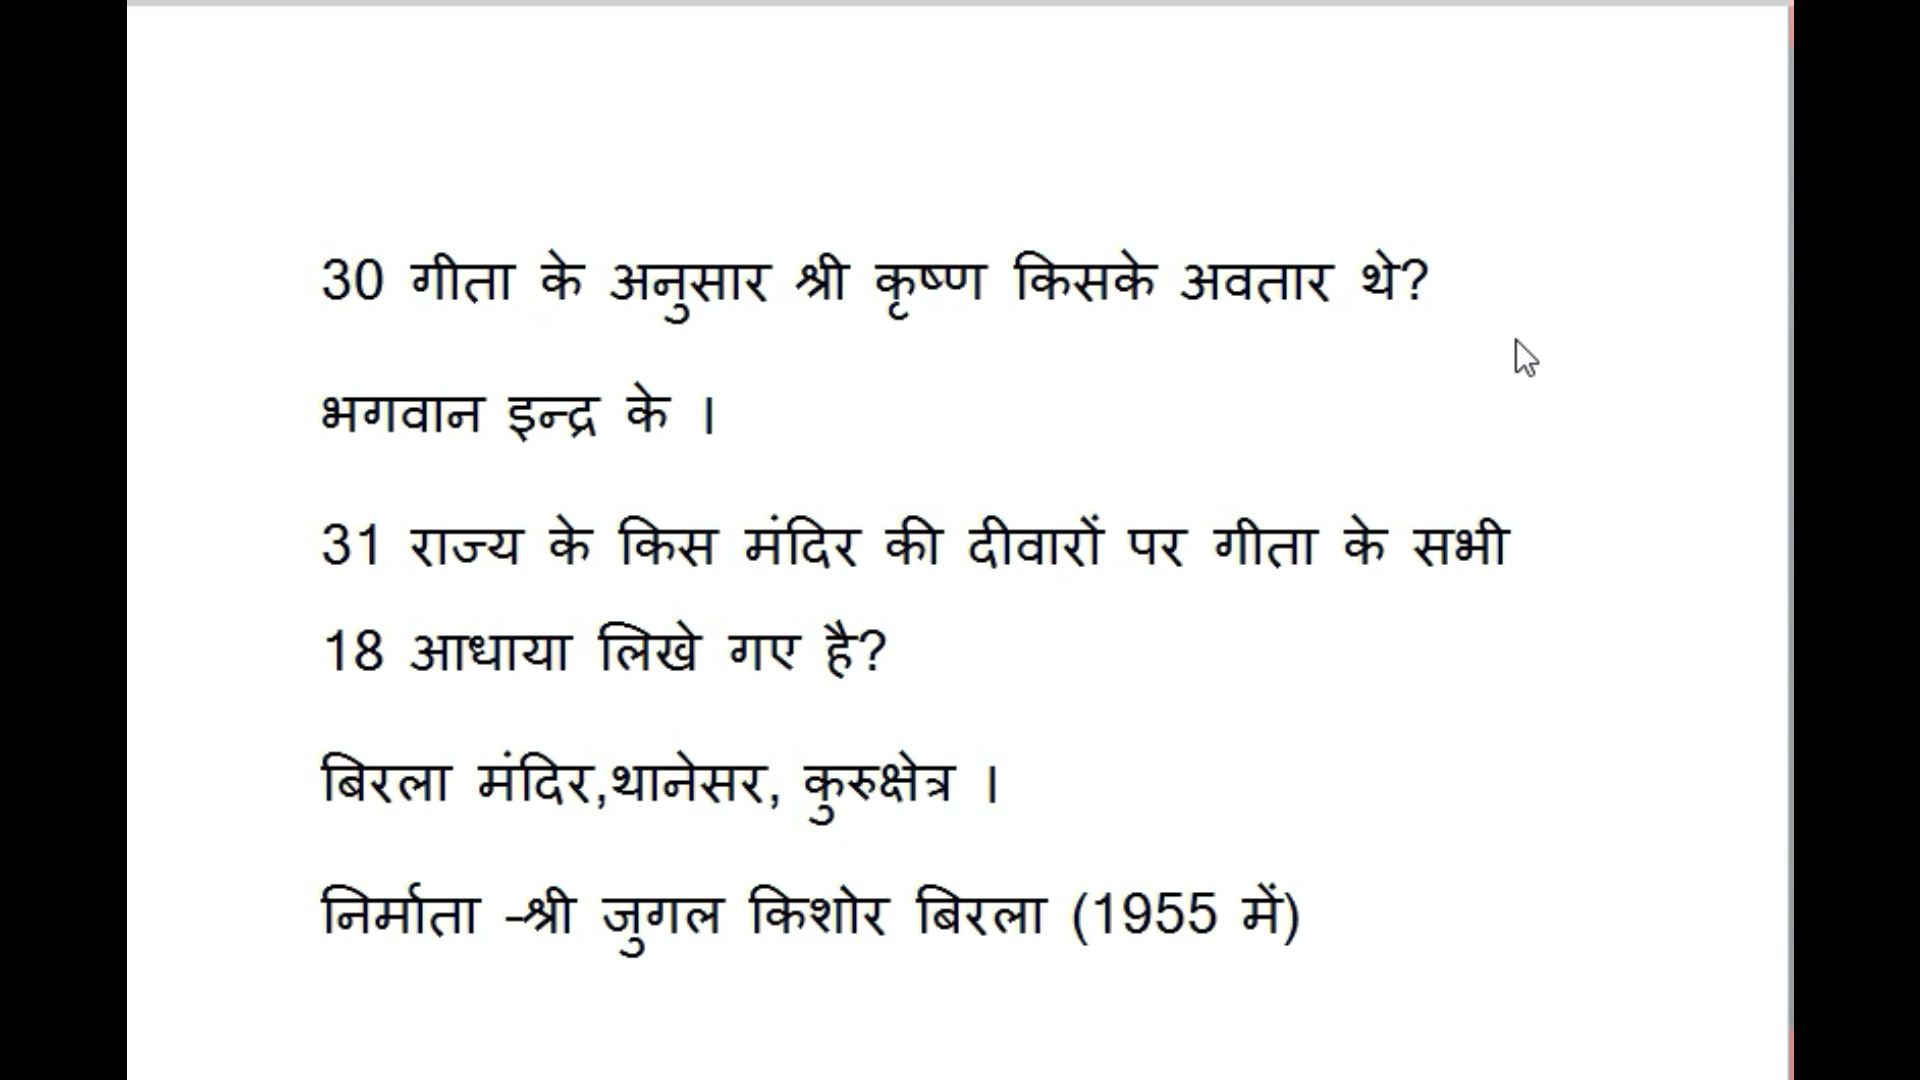 30 गीता के अनुसार श्री कृष्ण किसके अवतार थे?
भगवान इन्द्र के ।
31 राज्य के किस मंदिर की दीवारों पर गीता के सभी
18 आधाया लिखे गए है?
बिरला मंदिर,थानेसर, कुरुक्षेत्र ।
निर्माता -श्री जुगल किशोर बिरला (1955 में)